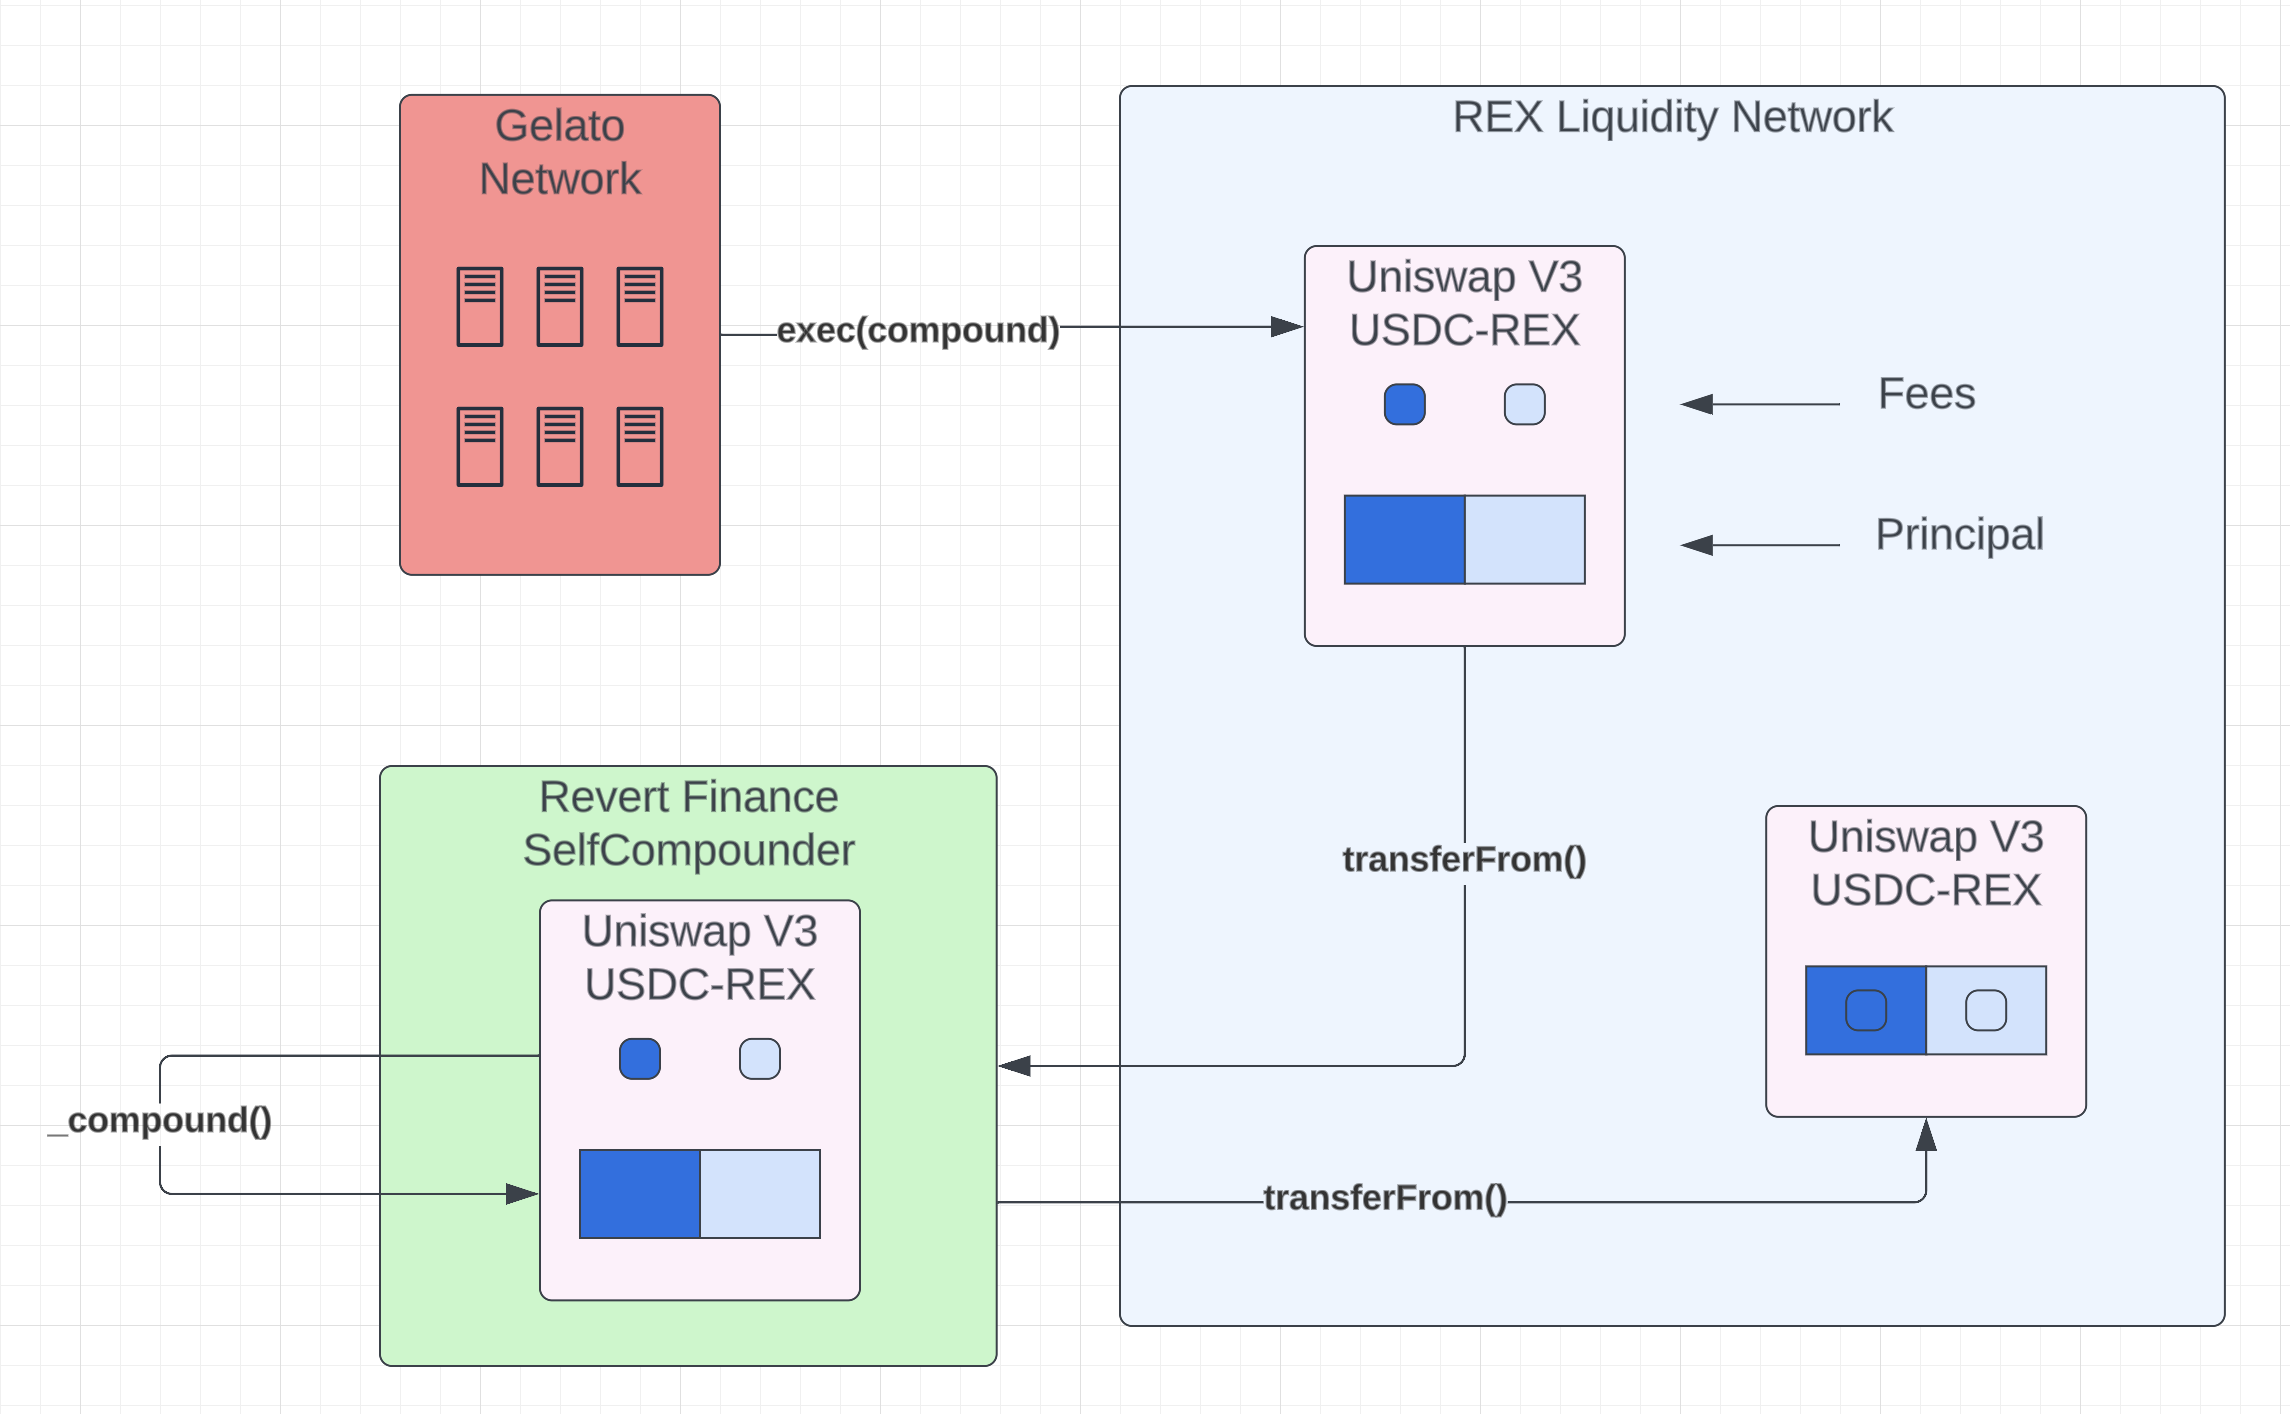 Gelato
Network
exec(compound)
REX Liquidity Network
Uniswap V3
USDC-REX
Fees
Principal
transferFrom()
Revert Finance
SelfCompounder
Uniswap V3
USDC-REX
_compound()
transferFrom()
Uniswap V3
USDC-REX